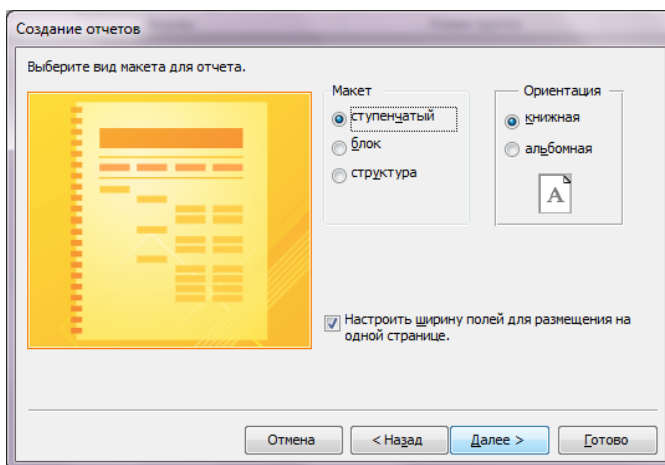 Создание отчетов
Выберите вид макета для отчета.
Макет
ступенчатый
блок
структура
Ориентация
книжная
альбомная
A
Настроить ширину полей для размещения на
одной странице.
Отмена
< Назад
Далее >
Готово